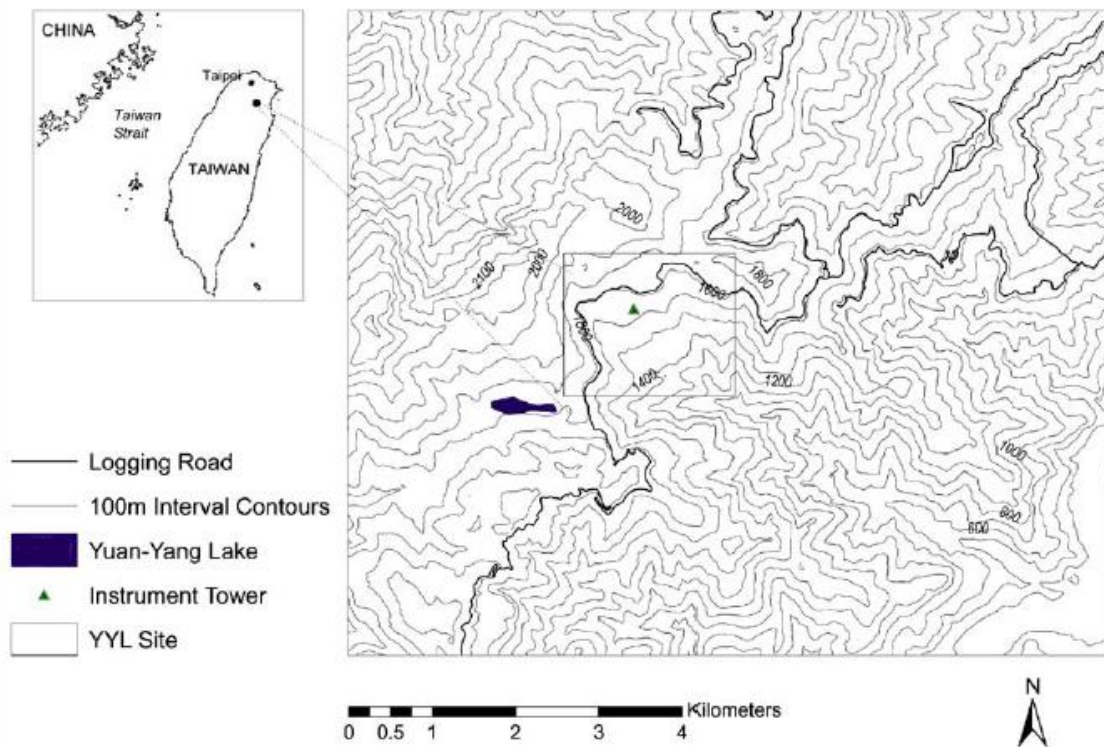 CHINA
Taipei
Taiwan
Strait
TAIWAN
2000
2100
2000
1800
1600
1800
1400
1200
1000
800
600
Logging Road
100m Interval Contours
Yuan-Yang Lake
Instrument Tower
YYL Site
Kilometers
0 0.5 1 2 3 4
N